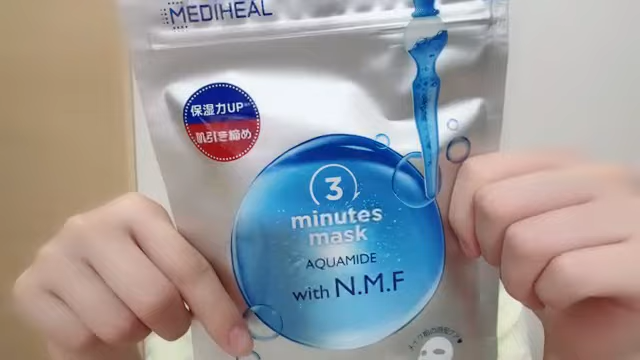 MEDIHEAL
保湿力UP
肌引き締め
3
minutes
mask
AQUAMIDE
with N.M.F